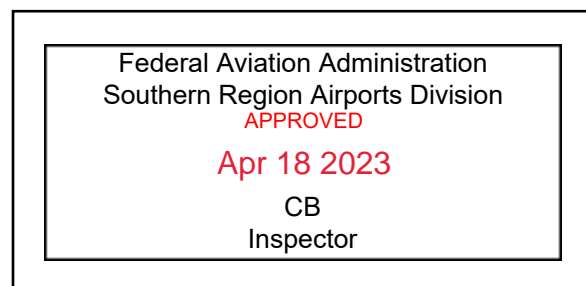 Federal Aviation Administration
Southern Region Airports Division
APPROVED
Apr 18 2023
CB
Inspector